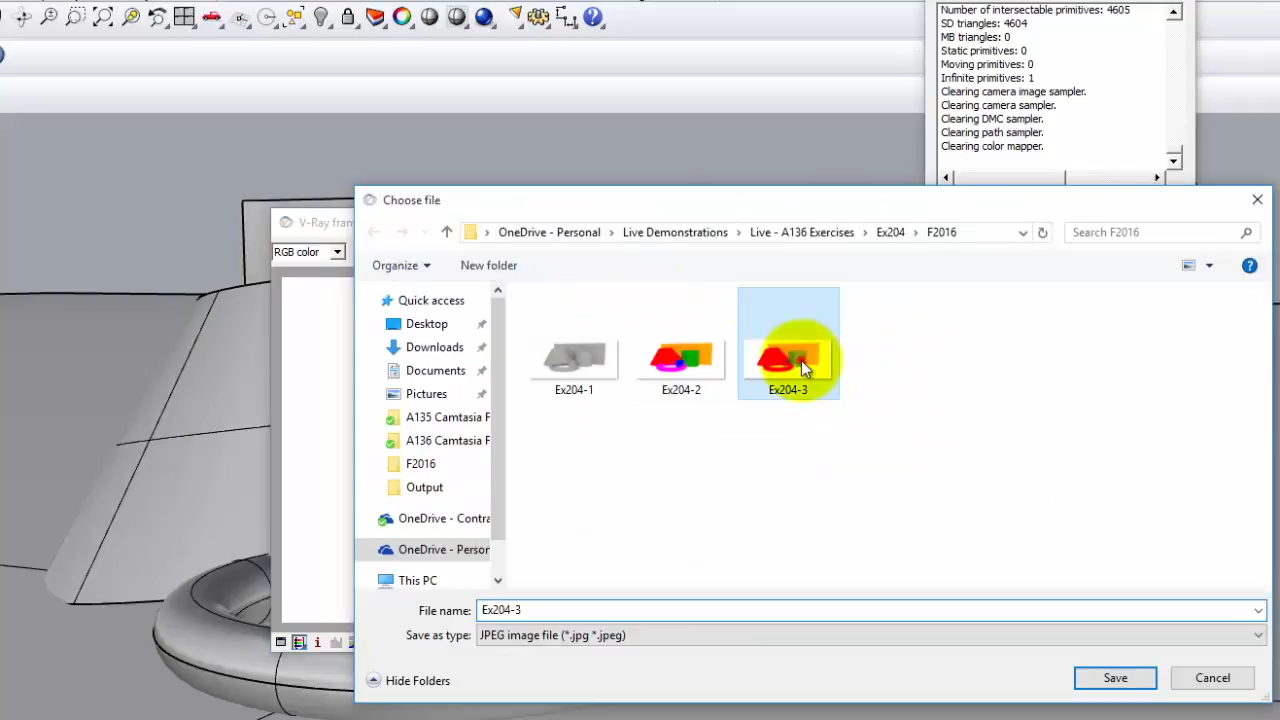 Number of intersectable primitives: 4605
SD triangles: 4604
MB triangles: 0
Static primitives: 0
Moving primitives: 0
Infinite primitives: 1
Clearing camera image sampler.
Clearing camera sampler.
Clearing DMC sampler.
Clearing path sampler.
Clearing color mapper.
Choose file
V-Ray fram
OneDrive - Personal > Live Demonstrations > Live - A136 Exercises > Ex204 > F2016
Search F2016
RGB color
Organize
New folder
Quick access
Desktop
Downloads
Documents
Pictures
A135 Camtasia F
A136 Camtasia F
F2016
Output
OneDrive - Contra
OneDrive - Person
This PC
Ex204-1
Ex204-2
Ex204-3
File name: Ex204-3
Save as type: JPEG image file (*.jpg *.jpeg)
Hide Folders
Save
Cancel